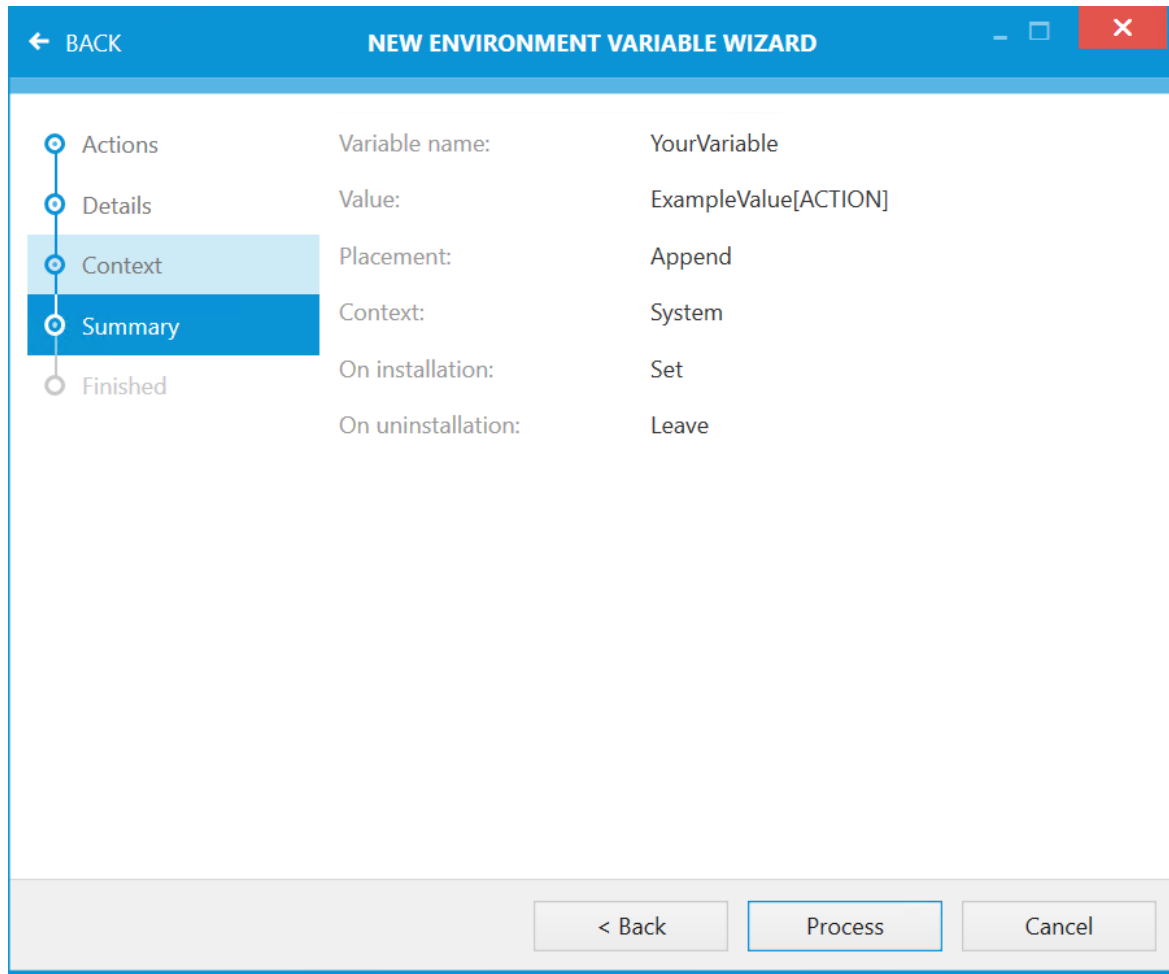 BACK
NEW ENVIRONMENT VARIABLE WIZARD
Actions
Details
Context
Summary
Finished
Variable name: YourVariable
Value: ExampleValue[ACTION]
Placement: Append
Context: System
On installation: Set
On uninstallation: Leave
< Back
Process
Cancel